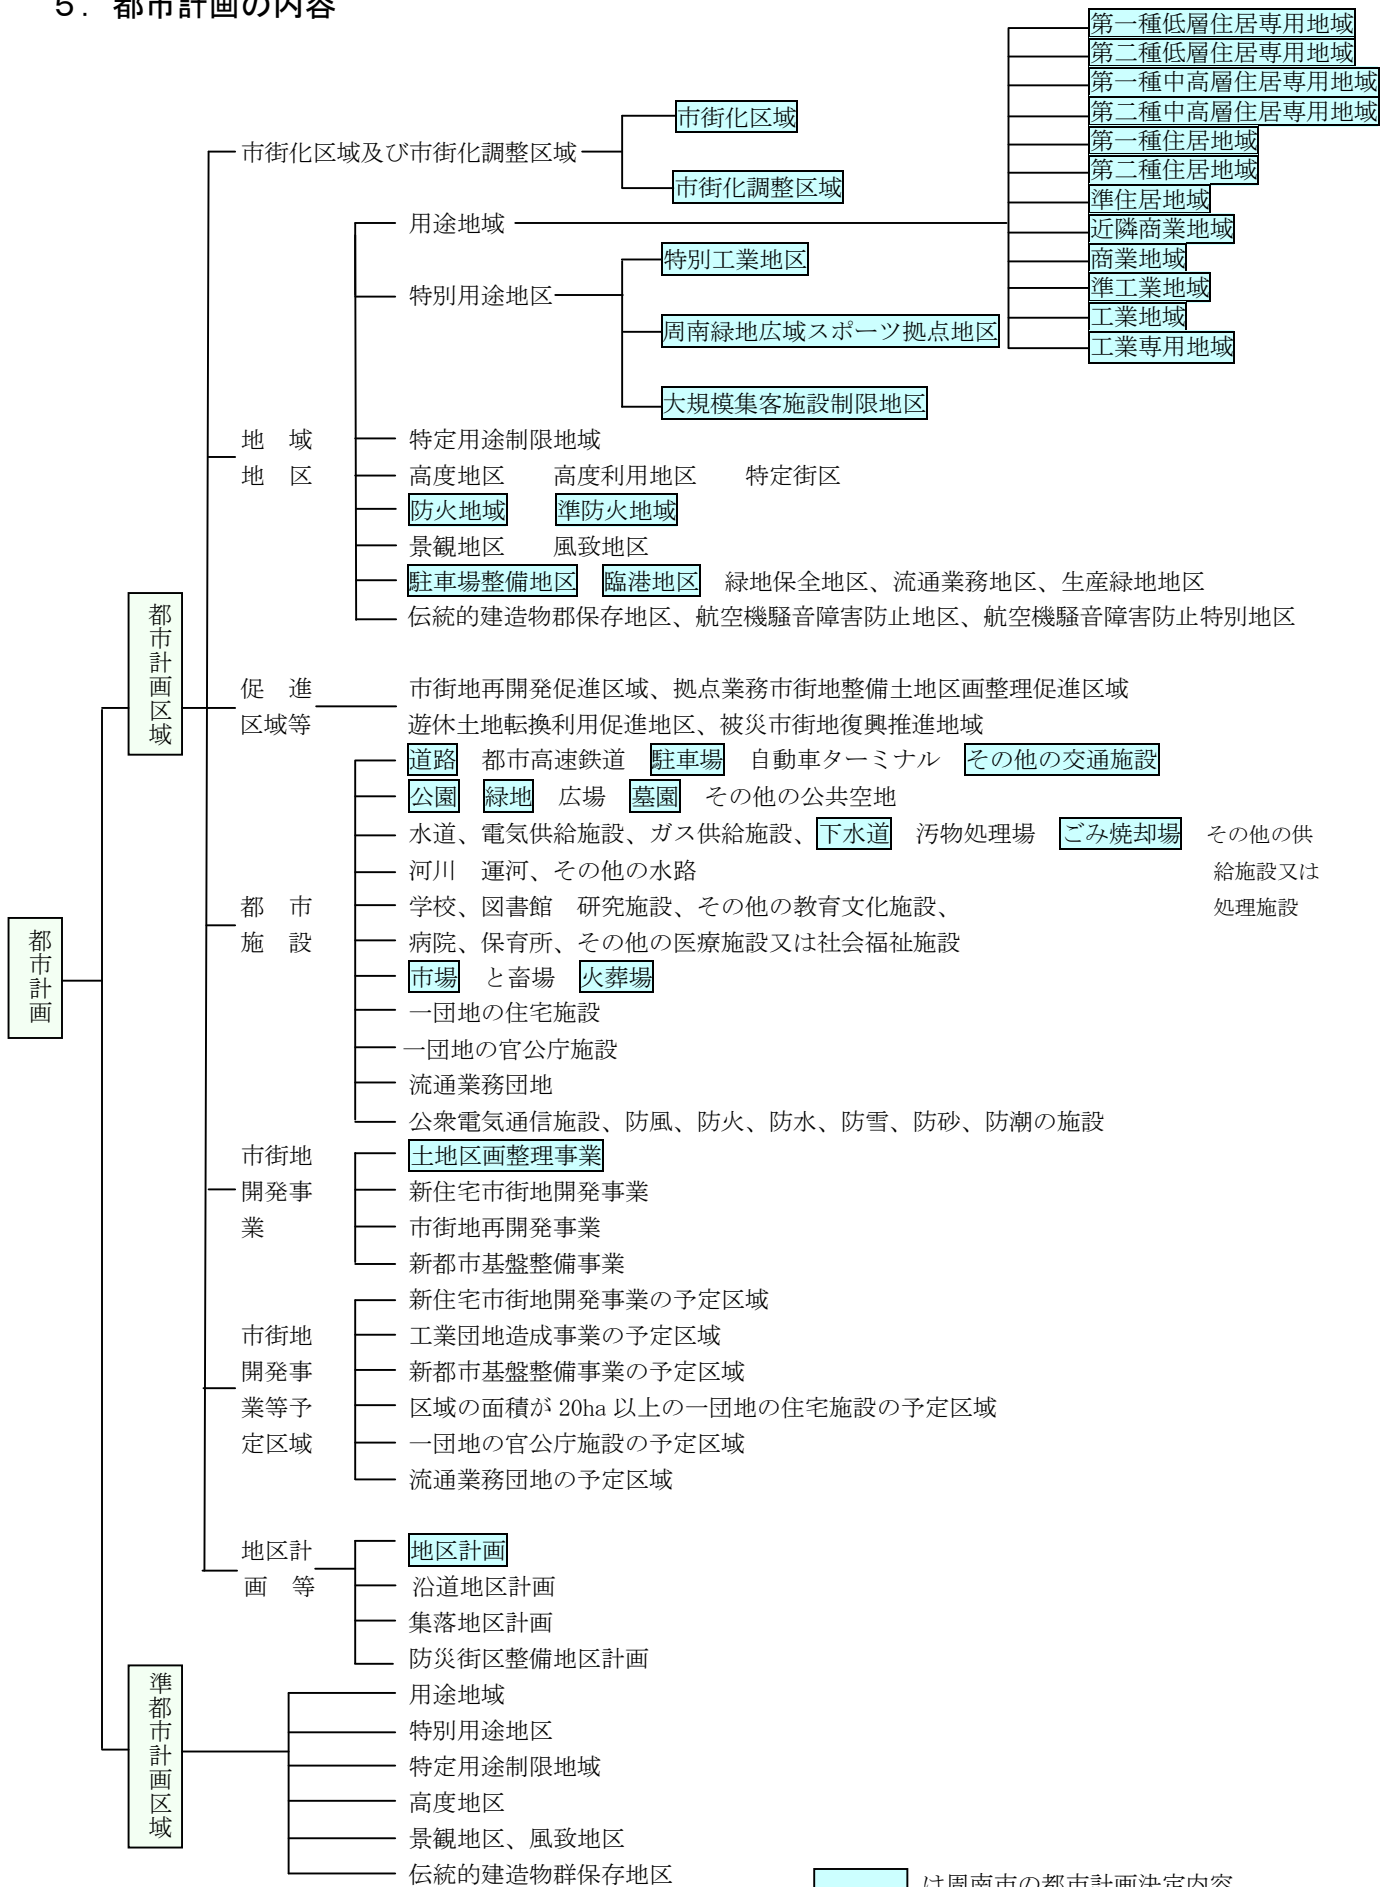 5. 都市計画の内容
都市計画
都市計画区域
市街化区域及び市街化調整区域
市街化区域
市街化調整区域
地 域
地 区
用途地域
第一種低層住居専用地域
第二種低層住居専用地域
第一種中高層住居専用地域
第二種中高層住居専用地域
第一種住居地域
第二種住居地域
準住居地域
近隣商業地域
商業地域
準工業地域
工業地域
工業専用地域
特別用途地区
特別工業地区
周南緑地広域スポーツ拠点地区
大規模集客施設制限地区
特定用途制限地域
高度地区 高度利用地区 特定街区
防火地域 準防火地域
景観地区 風致地区
駐車場整備地区 臨港地区 緑地保全地区、流通業務地区、生産緑地地区
伝統的建造物群保存地区、航空機騒音障害防止地区、航空機騒音障害防止特別地区
促 進
区域等
市街地再開発促進区域、拠点業務市街地整備土地区画整理促進区域
遊休土地転換利用促進地区、被災市街地復興推進地域
都 市
施 設
道路 都市高速鉄道 駐車場 自動車ターミナル その他の交通施設
公園 緑地 広場 墓園 その他の公共空地
水道、電気供給施設、ガス供給施設、下水道 汚物処理場 ごみ焼却場 その他の供
給施設又は
処理施設
河川 運河、その他の水路
学校、図書館 研究施設、その他の教育文化施設、
病院、保育所、その他の医療施設又は社会福祉施設
市場 と畜場 火葬場
一団地の住宅施設
一団地の官公庁施設
流通業務団地
公衆電気通信施設、防風、防火、防水、防雪、防砂、防潮の施設
市街地
開発事
業
土地区画整理事業
新住宅市街地開発事業
市街地再開発事業
新都市基盤整備事業
市街地
開発事
業等予
定区域
新住宅市街地開発事業の予定区域
工業団地造成事業の予定区域
新都市基盤整備事業の予定区域
区域の面積が 20ha 以上の一団地の住宅施設の予定区域
一団地の官公庁施設の予定区域
流通業務団地の予定区域
地区計
画 等
地区計画
沿道地区計画
集落地区計画
防災街区整備地区計画
準都市計画区域
用途地域
特別用途地区
特定用途制限地域
高度地区
景観地区、風致地区
伝統的建造物群保存地区
は周南市の都市計画決定内容